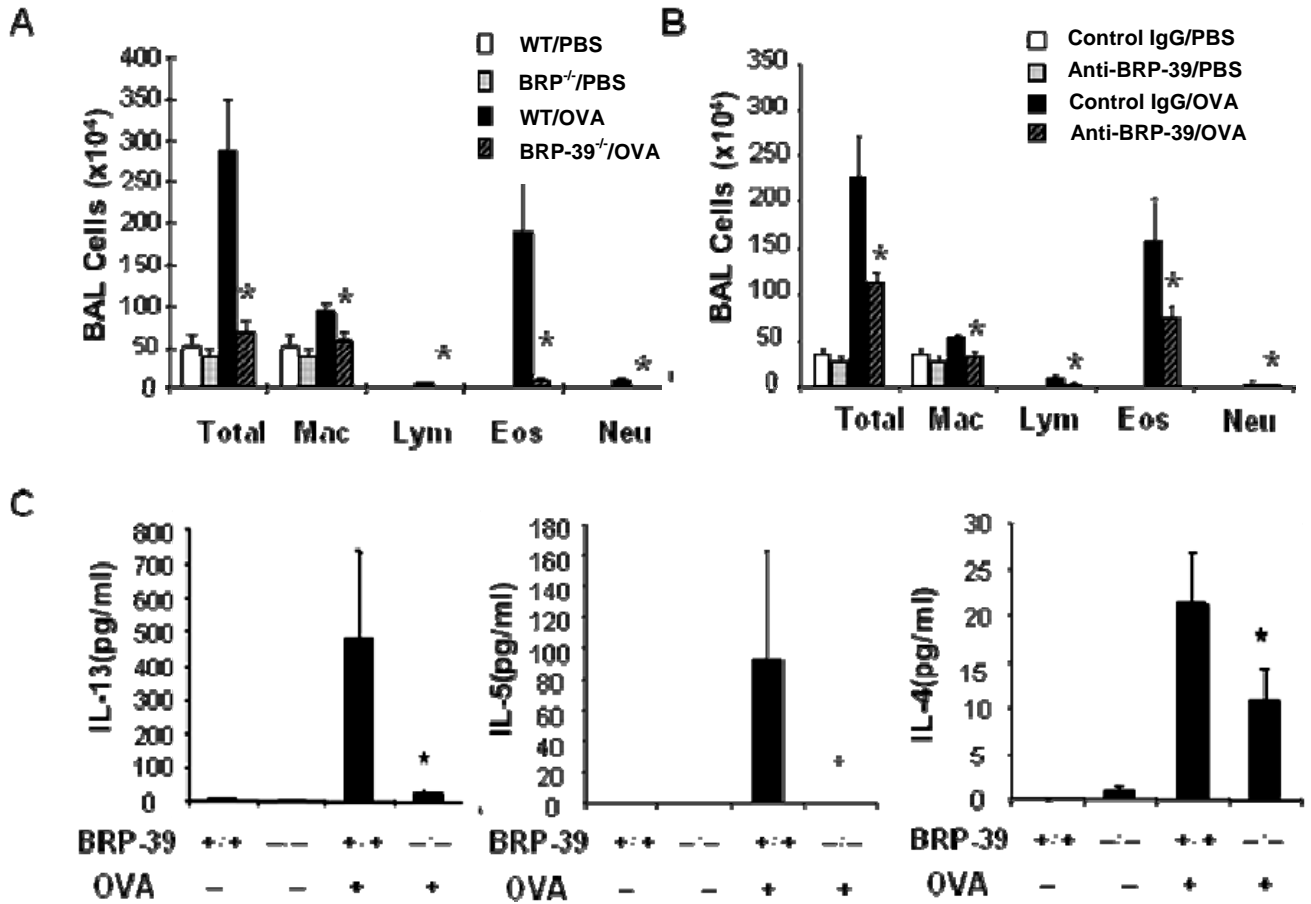 A
WT/PBS
BRP-/-/PBS
WT/OVA
BRP-39-/-/OVA
BAL Cells (x10⁴)
400
350
300
250
200
150
100
50
0
*
*
*
*
*
Total Mac Lym Eos Neu
B
Control IgG/PBS
Anti-BRP-39/PBS
Control IgG/OVA
Anti-BRP-39/OVA
BAL Cells (x10⁴)
350
300
250
200
150
100
50
0
*
*
*
*
*
Total Mac Lym Eos Neu
C
IL-13(pg/ml)
800
700
600
500
400
300
200
100
0
*
BRP-39 +/+ -/- +/+ -/-
OVA - - + +
IL-5(pg/ml)
180
160
140
120
100
80
60
40
20
0
*
BRP-39 +/+ -/- +/+ -/-
OVA - - + +
IL-4(pg/ml)
30
25
20
15
10
5
0
*
BRP-39 +/+ -/- +/+ -/-
OVA - - + +